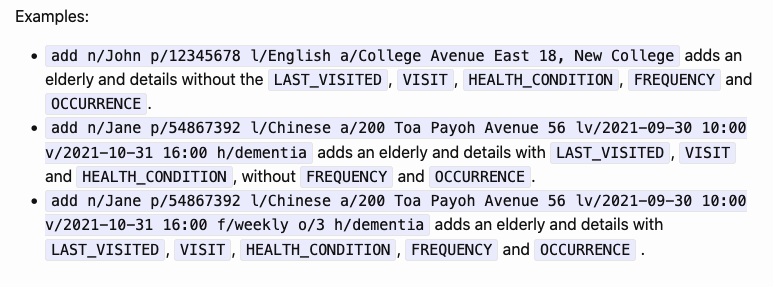 Examples:
• add n/John p/12345678 l/English a/College Avenue East 18, New College adds an
elderly and details without the LAST_VISITED, VISIT, HEALTH_CONDITION, FREQUENCY and
OCCURRENCE.
• add n/Jane p/54867392 l/Chinese a/200 Toa Payoh Avenue 56 lv/2021-09-30 10:00
v/2021-10-31 16:00 h/dementia adds an elderly and details with LAST_VISITED, VISIT
and HEALTH_CONDITION, without FREQUENCY and OCCURRENCE.
• add n/Jane p/54867392 l/Chinese a/200 Toa Payoh Avenue 56 lv/2021-09-30 10:00
v/2021-10-31 16:00 f/weekly o/3 h/dementia adds an elderly and details with
LAST_VISITED, VISIT, HEALTH_CONDITION, FREQUENCY and OCCURRENCE .